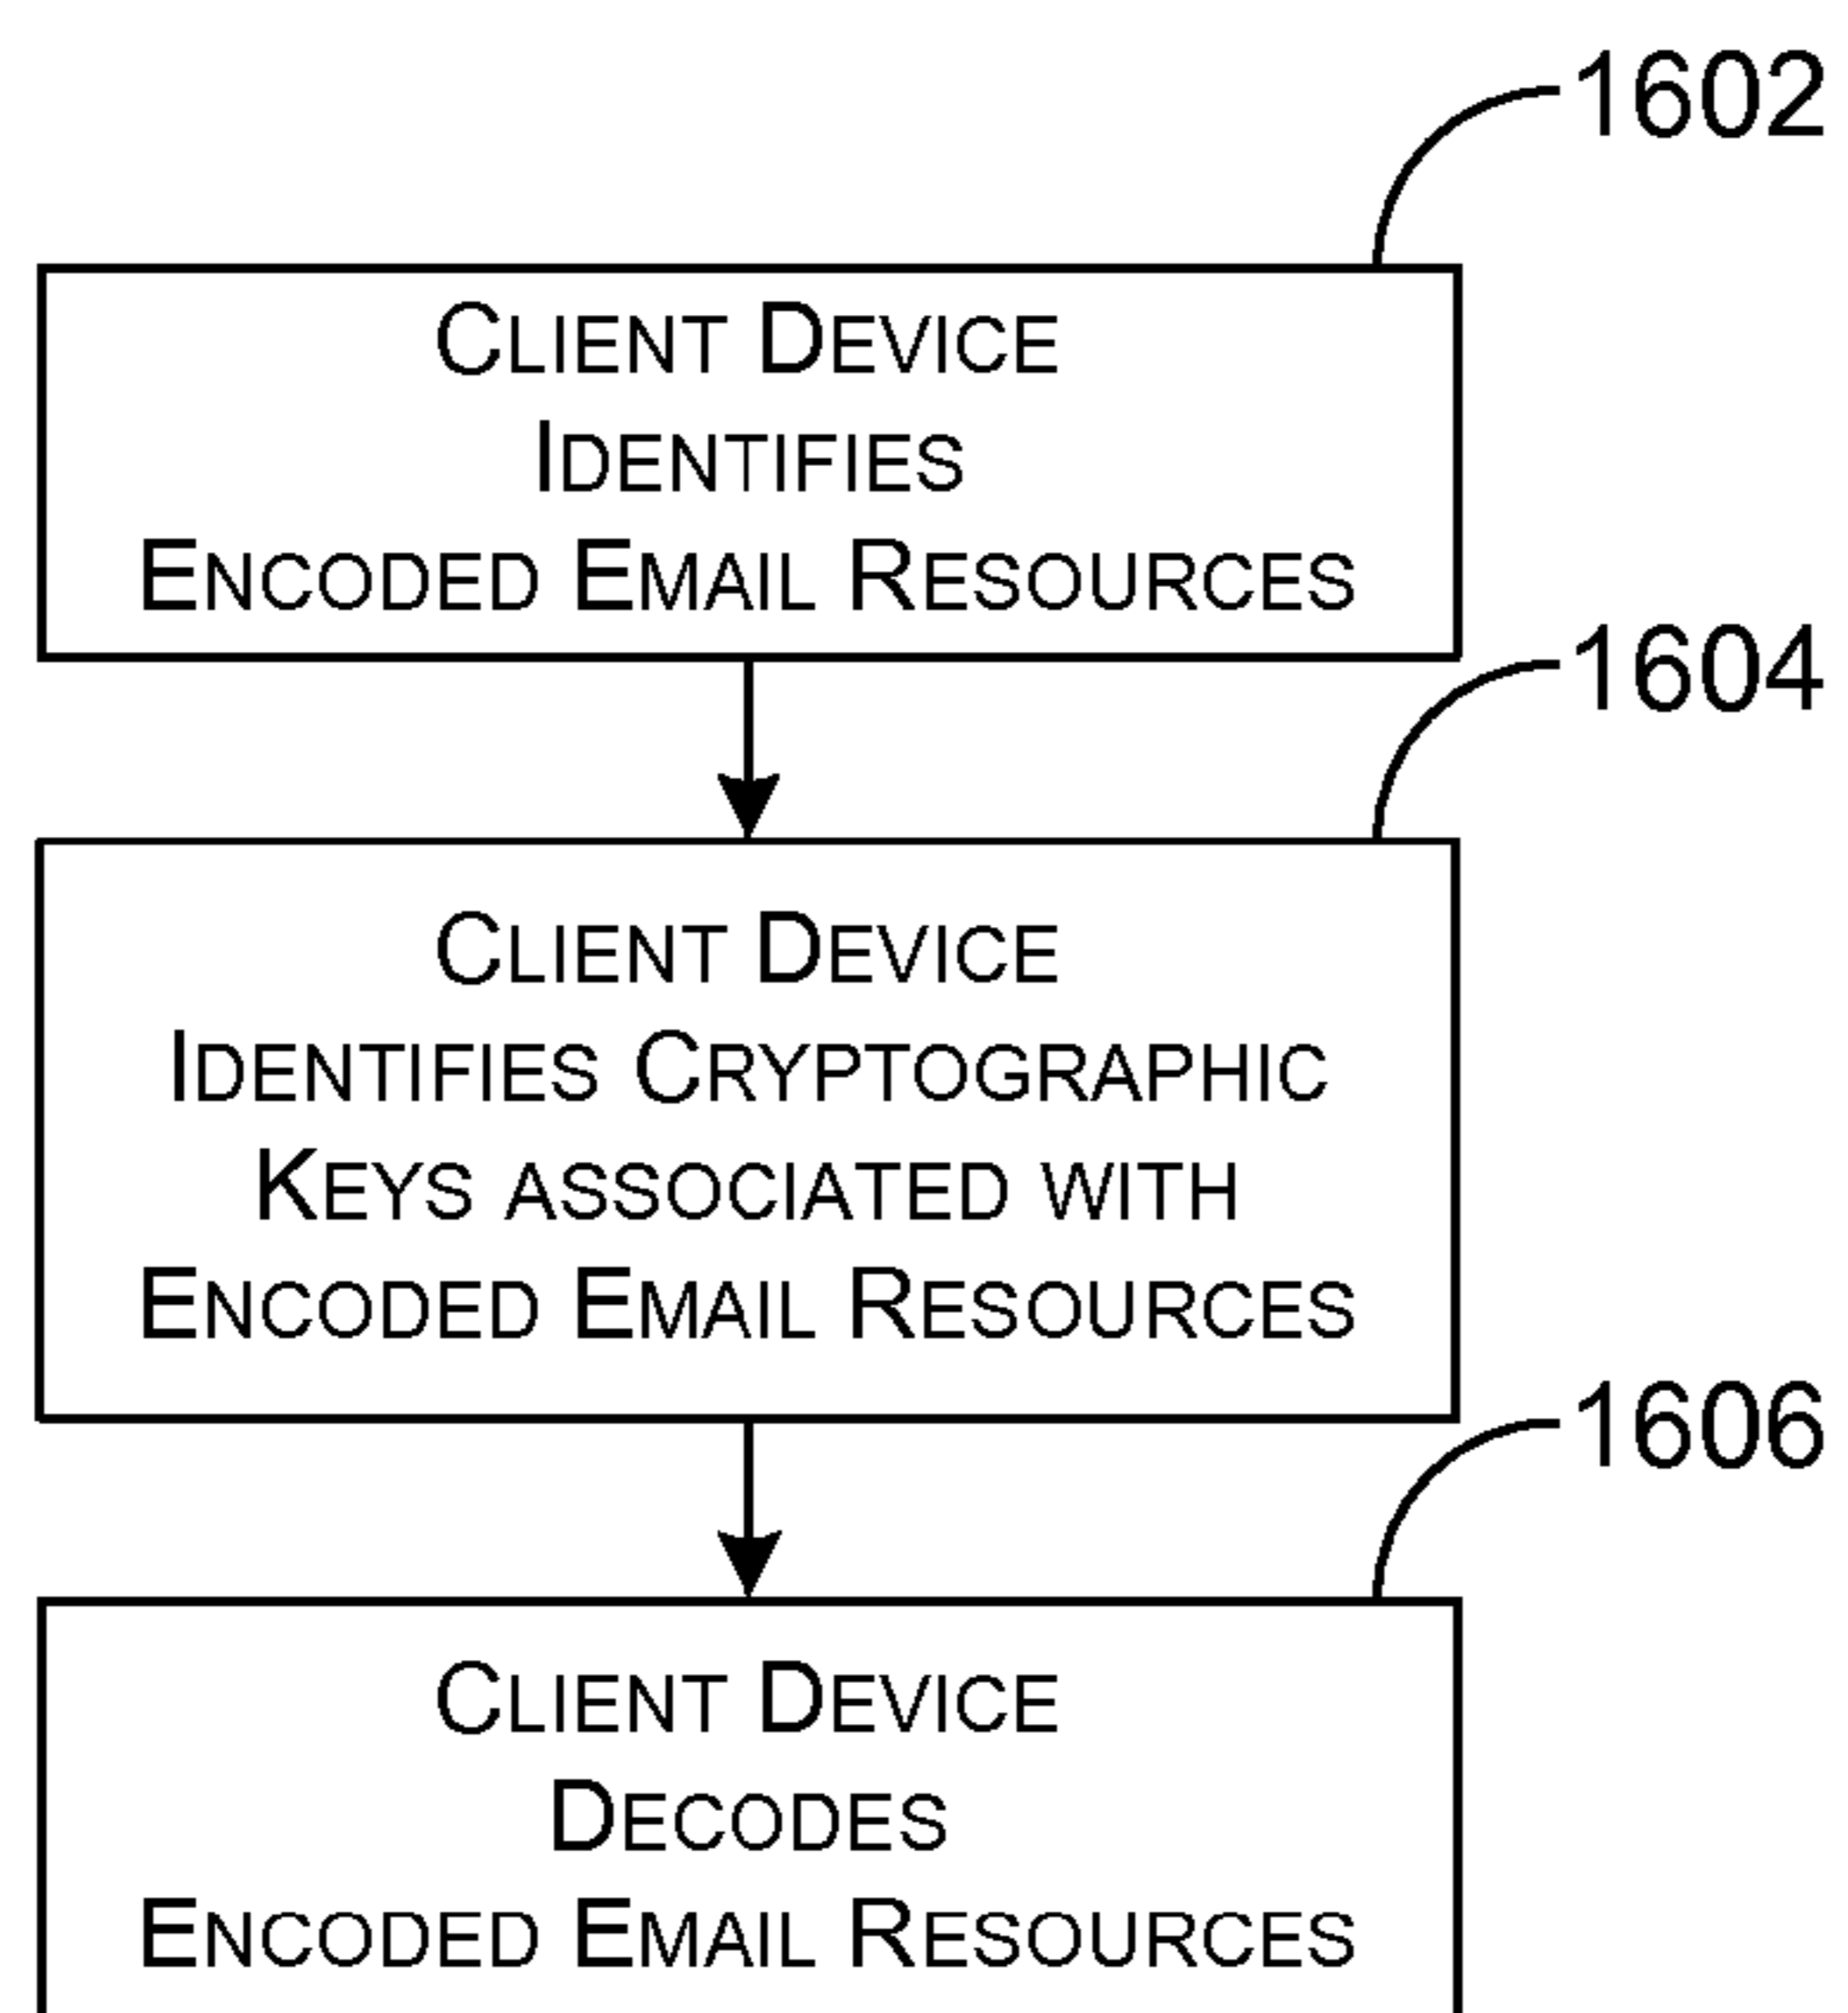 1602
CLIENT DEVICE
IDENTIFIES
ENCODED EMAIL RESOURCES
1604
CLIENT DEVICE
IDENTIFIES CRYPTOGRAPHIC
KEYS ASSOCIATED WITH
ENCODED EMAIL RESOURCES
1606
CLIENT DEVICE
DECODES
ENCODED EMAIL RESOURCES